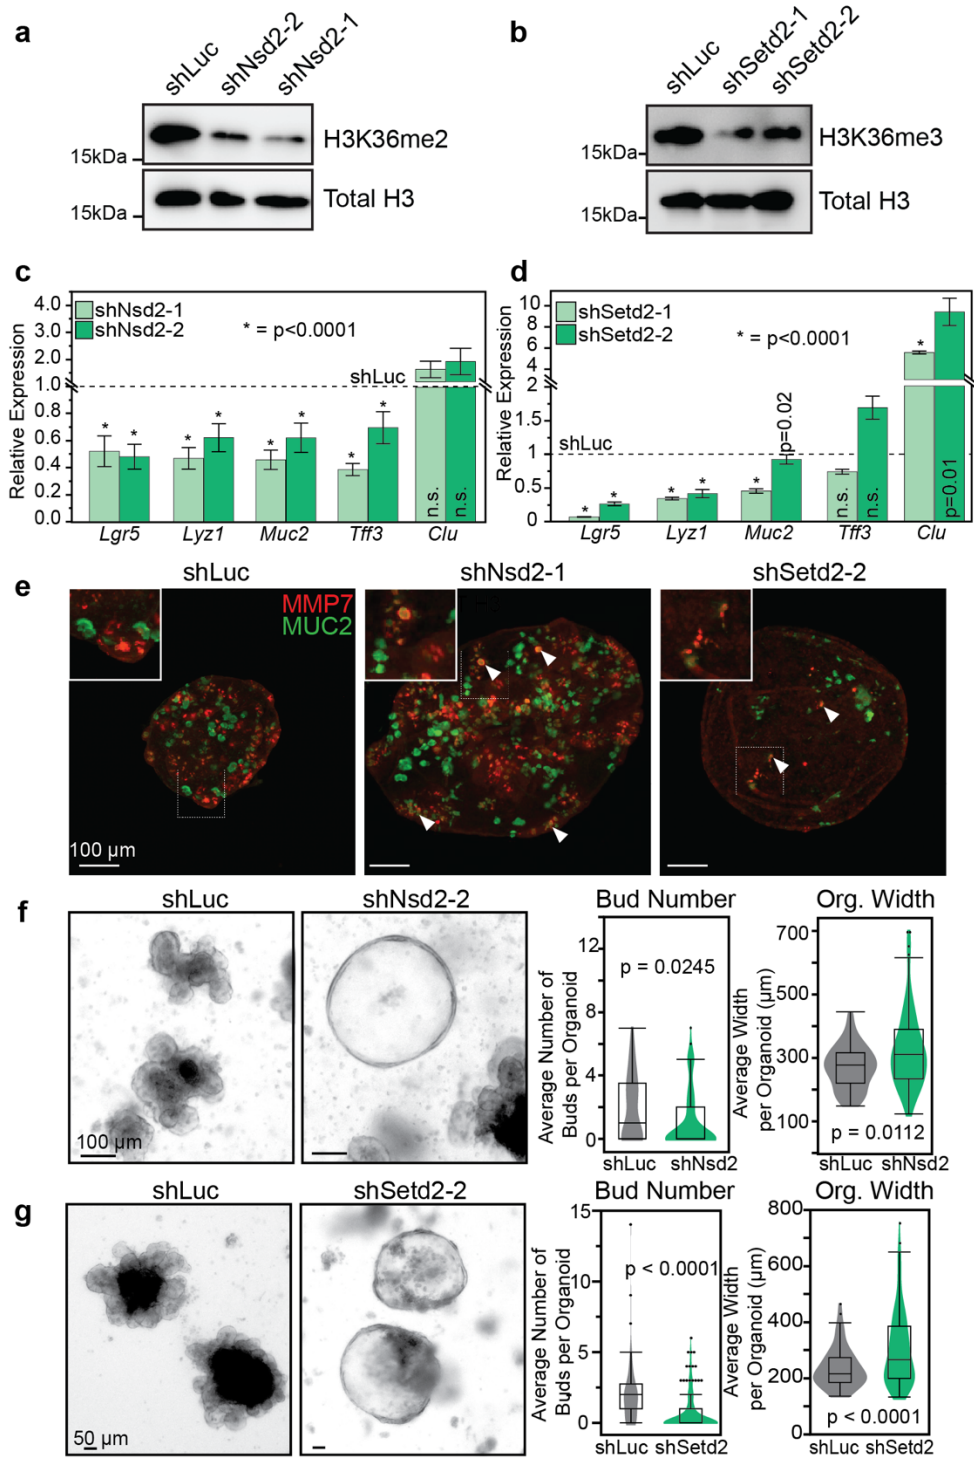 a
shLuc
shNsd2-2
shNsd2-1
15kDa
H3K36me2
15kDa
Total H3
b
shLuc
shSetd2-1
shSetd2-2
15kDa
H3K36me3
15kDa
Total H3
c
Relative Expression
4.0
3.0
2.0
1.0
0.8
0.6
0.4
0.2
0.0
shNsd2-1
shNsd2-2
* = p<0.0001
shLuc
* * * * * * * *
n.s.
n.s.
Lgr5 Lyz1 Muc2 Tff3 Clu
d
Relative Expression
10
8
6
4
2
1.5
1
0.5
0
shSetd2-1
shSetd2-2
* = p<0.0001
shLuc
* * * * * p=0.02
n.s.
n.s.
*
p=0.01
Lgr5 Lyz1 Muc2 Tff3 Clu
e
shLuc
shNsd2-1
shSetd2-2
MMP7
MUC2
100 µm
f
shLuc
shNsd2-2
100 µm
Bud Number
Average Number of
Buds per Organoid
12
8
4
0
p = 0.0245
shLuc shNsd2
Org. Width
Average Width
per Organoid (µm)
700
500
300
100
p = 0.0112
shLuc shNsd2
g
shLuc
shSetd2-2
50 µm
Bud Number
Average Number of
Buds per Organoid
15
10
5
0
p < 0.0001
shLuc shSetd2
Org. Width
Average Width
per Organoid (µm)
800
600
400
200
0
p < 0.0001
shLuc shSetd2